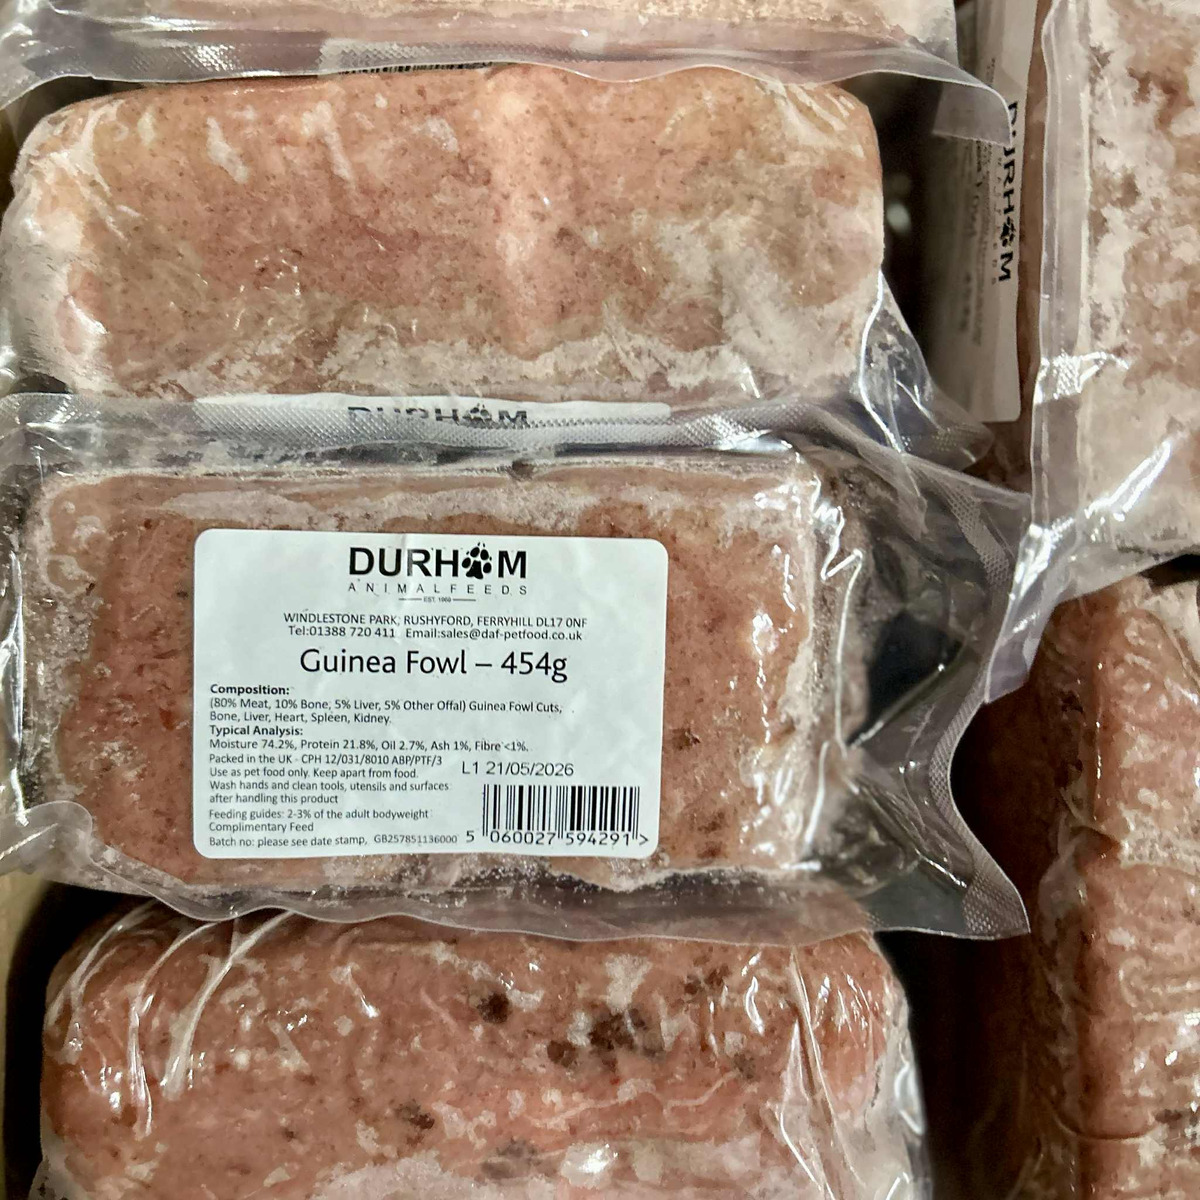 DURHAM
DURHAM
DURHAM
ANIMALFEEDS
EST. 1960
WINDLESTONE PARK, RUSHYFORD, FERRYHILL DL17 0NF
Tel:01388 720 411 Email:sales@daf-petfood.co.uk
Guinea Fowl – 454g
Composition:
(80% Meat, 10% Bone, 5% Liver, 5% Other Offal) Guinea Fowl Cuts,
Bone, Liver, Heart, Spleen, Kidney.
Typical Analysis:
Moisture 74.2%, Protein 21.8%, Oil 2.7%, Ash 1%, Fibre <1%.
Packed in the UK - CPH 12/031/8010 ABP/PTF/3
L1 21/05/2026
Use as pet food only. Keep apart from food.
Wash hands and clean tools, utensils and surfaces
after handling this product
Feeding guides: 2-3% of the adult bodyweight
Complimentary Feed
Batch no: please see date stamp, GB257851136000
5 060027 594291 >